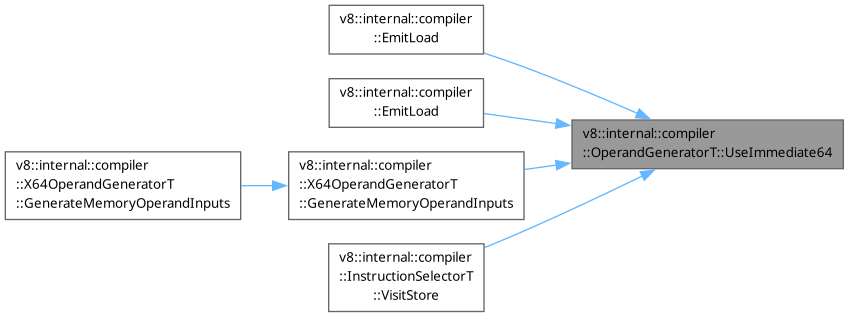 v8::internal::compiler
::EmitLoad
v8::internal::compiler
::EmitLoad
v8::internal::compiler
::OperandGeneratorT::UseImmediate64
v8::internal::compiler
::X64OperandGeneratorT
::GenerateMemoryOperandInputs
v8::internal::compiler
::X64OperandGeneratorT
::GenerateMemoryOperandInputs
v8::internal::compiler
::InstructionSelectorT
::VisitStore